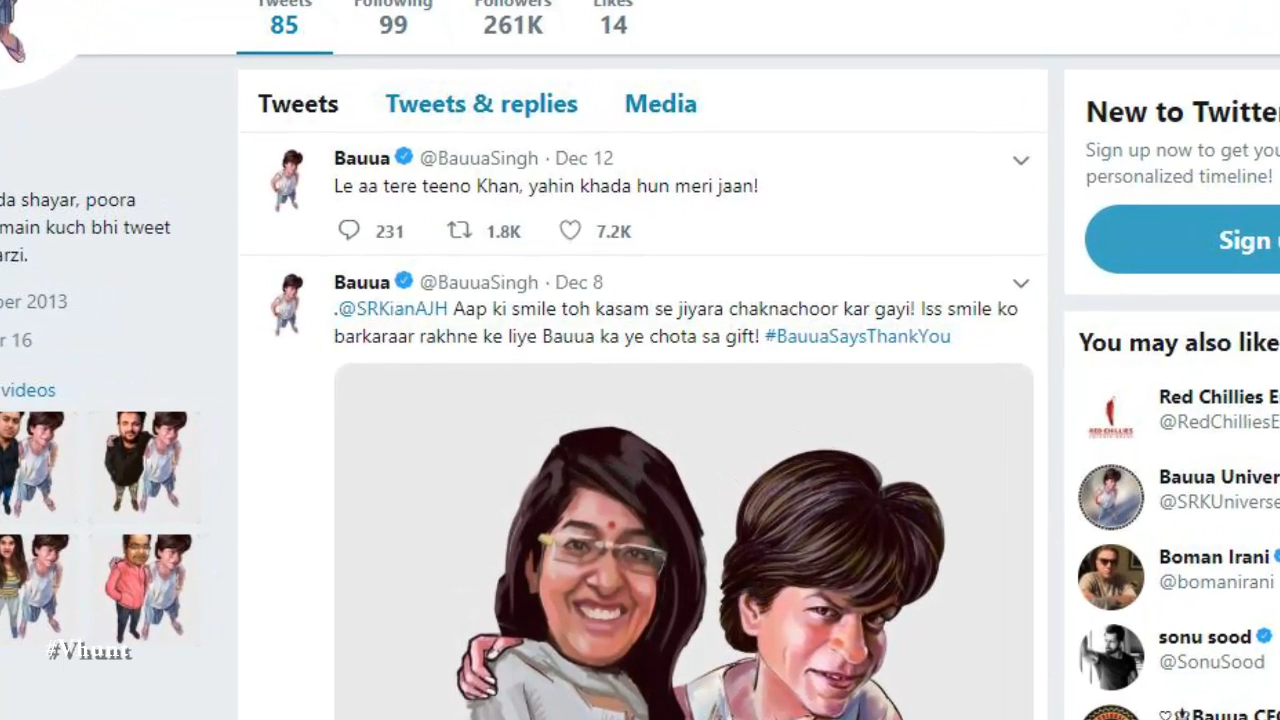 Tweets
Following
Followers
Likes
85
99
261K
14
Tweets
Tweets & replies
Media
Bauua @BauuaSingh · Dec 12
Le aa tere teeno Khan, yahin khada hun meri jaan!
231
1.8K
7.2K
Bauua @BauuaSingh · Dec 8
.@SRKianAJH Aap ki smile toh kasam se jiyara chaknachoor kar gayi! Iss smile ko
barkaraar rakhne ke liye Bauua ka ye chota sa gift! #BauuaSaysThankYou
shayar, poora
main kuch bhi tweet
2013
16
videos
#Vhunt
New to
Sign up now to get you
personalized timeline!
Sign
You may also like
Red Chillies
RED CHILLIES
@RedChilliesE
Bauua
@SRKUniverse
Boman Irani
@bomanirani
sonu sood
@SonuSood
Bauua